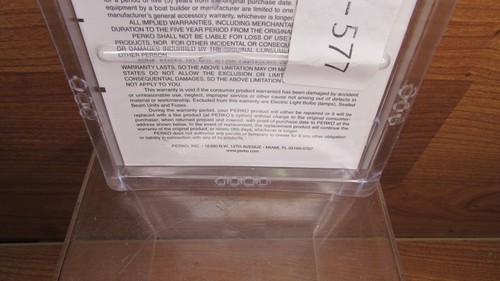 for a period of five (5) years from the original purchase date.
equipment by a boat builder or manufacturer are limited to one
manufacturer's general accessory warranty, whichever is longer.
ALL IMPLIED WARRANTIES, INCLUDING MERCHANTA
DURATION TO THE FIVE YEAR PERIOD FROM THE ORIGINA
PERKO SHALL NOT BE LIABLE FOR LOSS OF USE
PRODUCTS, NOR FOR OTHER INCIDENTAL OR CONSEQU
OR DAMAGES INCURRED BY THE ORIGINAL CONSUME
OTHER PERSON.
WARRANTY LASTS, SO THE ABOVE LIMITATION MAY OR M
STATES DO NOT ALLOW THE EXCLUSION OR LIMIT
CONSEQUENTIAL DAMAGES, SO THE ABOVE LIMITATION
NOT APPLY TO YOU.
This warranty is void if the consumer product warranted has been damaged by accident
or unreasonable use, neglect, improper service or other cause not arising out of defects in
material or workmanship. Excluded from this warranty are Electric Light Bulbs (lamps), Sealed
Beam Units and Fuses.
During the warranty period, your PERKO product will either be repaired or it will be
replaced with a like product (at PERKO's option) without charge to the original consumer-
purchaser, when returned prepaid and intact, with proof of purchase date to PERKO at the
address shown below. In the event of replacement, the replacement product will continue the
warranty of the original product, or ninety (90) days, whichever is longer.
PERKO does not authorize any person or company to create for it any other obligation
or liability in connection with any of its products.
PERKO, INC. • 16490 N.W. 13TH AVENUE • MIAMI, FL 33169-5707
www.perko.com
-577